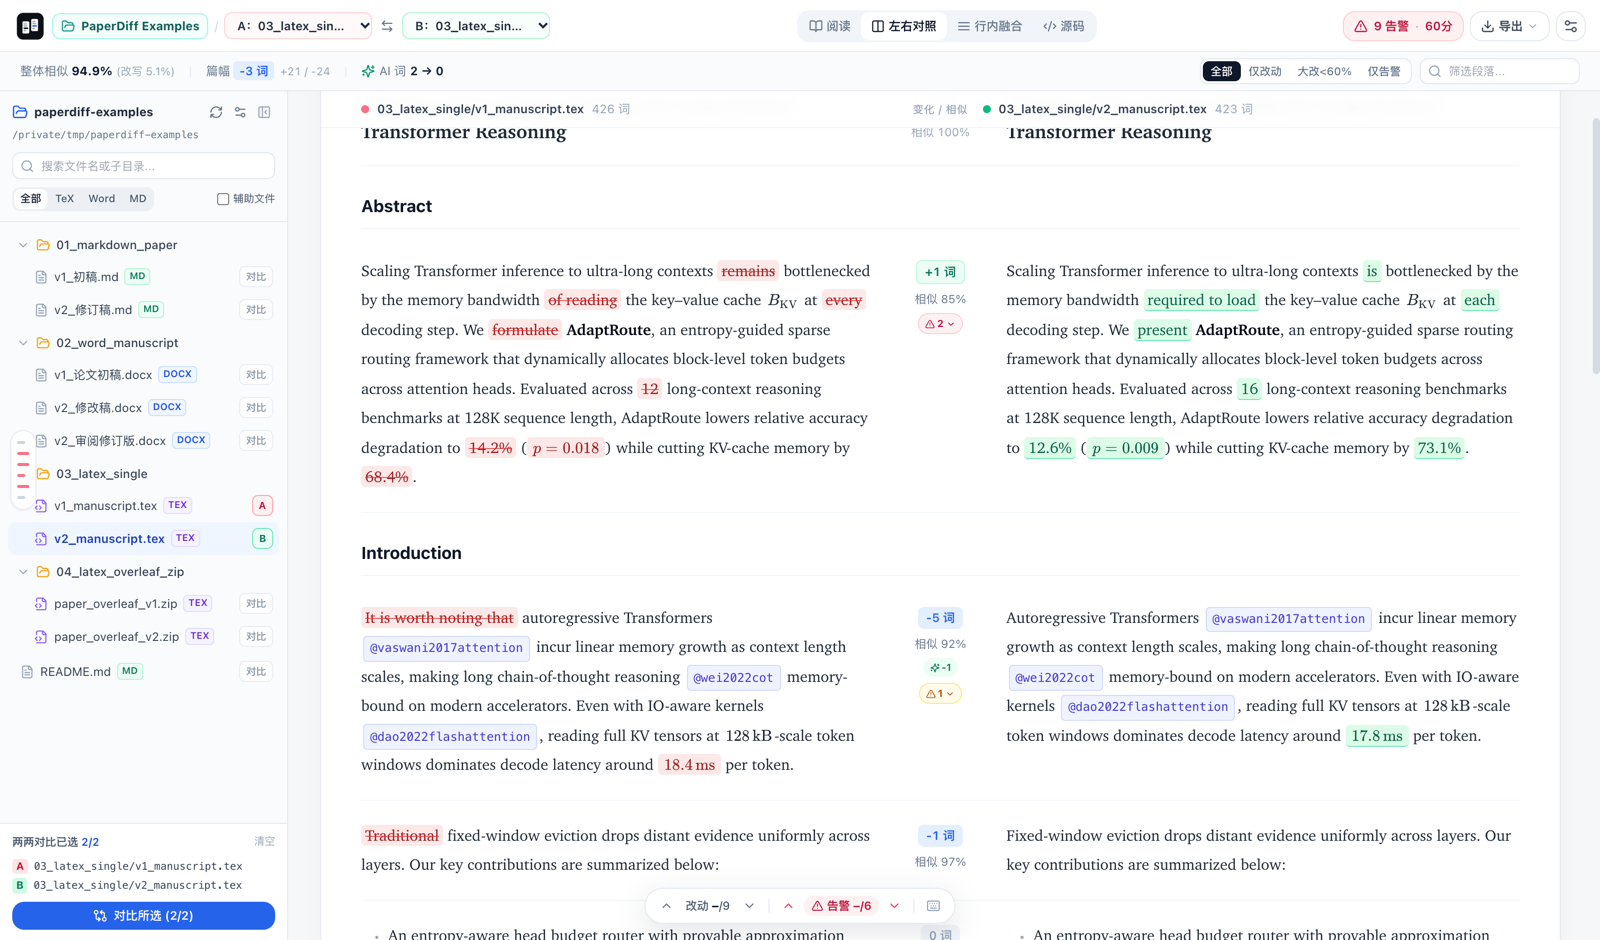 PaperDiff Examples / A: 03_latex_sin... B: 03_latex_sin...
阅读 左右对照 行内融合 源码
9 告警 · 60分 导出
整体相似 94.9% (改写 5.1%) 篇幅 -3 词 +21 / -24 AI 词 2 → 0
全部 仅改动 大改<60% 仅告警 筛选段落...
paperdiff-examples
/private/tmp/paperdiff-examples
搜索文件名或子目录...
全部 TeX Word MD 辅助文件
01_markdown_paper
v1_初稿.md MD 对比
v2_修订稿.md MD 对比
02_word_manuscript
v1_论文初稿.docx DOCX 对比
v2_修改稿.docx DOCX 对比
v2_审阅修订版.docx DOCX 对比
03_latex_single
v1_manuscript.tex TEX A
v2_manuscript.tex TEX B
04_latex_overleaf_zip
paper_overleaf_v1.zip TEX 对比
paper_overleaf_v2.zip TEX 对比
README.md MD 对比
两两对比已选 2/2 清空
A 03_latex_single/v1_manuscript.tex
B 03_latex_single/v2_manuscript.tex
对比所选 (2/2)
03_latex_single/v1_manuscript.tex 426 词
变化 / 相似
03_latex_single/v2_manuscript.tex 423 词
Transformer Reasoning
相似 100%
Transformer Reasoning
Abstract
Scaling Transformer inference to ultra-long contexts remains bottlenecked
by the memory bandwidth of reading the key–value cache B_KV at every
decoding step. We formulate AdaptRoute, an entropy-guided sparse
routing framework that dynamically allocates block-level token budgets
across attention heads. Evaluated across 12 long-context reasoning
benchmarks at 128K sequence length, AdaptRoute lowers relative accuracy
degradation to 14.2% ( p = 0.018 ) while cutting KV-cache memory by
68.4% .
+1 词
相似 85%
2
Scaling Transformer inference to ultra-long contexts is bottlenecked by the
memory bandwidth required to load the key–value cache B_KV at each
decoding step. We present AdaptRoute, an entropy-guided sparse routing
framework that dynamically allocates block-level token budgets across
attention heads. Evaluated across 16 long-context reasoning benchmarks
at 128K sequence length, AdaptRoute lowers relative accuracy degradation
to 12.6% ( p = 0.009 ) while cutting KV-cache memory by 73.1% .
Introduction
It is worth noting that autoregressive Transformers
@vaswani2017attention incur linear memory growth as context length
scales, making long chain-of-thought reasoning @wei2022cot memory-
bound on modern accelerators. Even with IO-aware kernels
@dao2022flashattention , reading full KV tensors at 128 kB-scale token
windows dominates decode latency around 18.4 ms per token.
-5 词
相似 92%
-1
1
Autoregressive Transformers @vaswani2017attention incur linear memory
growth as context length scales, making long chain-of-thought reasoning
@wei2022cot memory-bound on modern accelerators. Even with IO-aware
kernels @dao2022flashattention , reading full KV tensors at 128 kB-scale
token windows dominates decode latency around 17.8 ms per token.
Traditional fixed-window eviction drops distant evidence uniformly across
layers. Our key contributions are summarized below:
-1 词
相似 97%
Fixed-window eviction drops distant evidence uniformly across layers. Our
key contributions are summarized below:
改动 –/9 告警 –/6
• An entropy-aware head budget router with provable approximation
0 词
• An entropy-aware head budget router with provable approximation